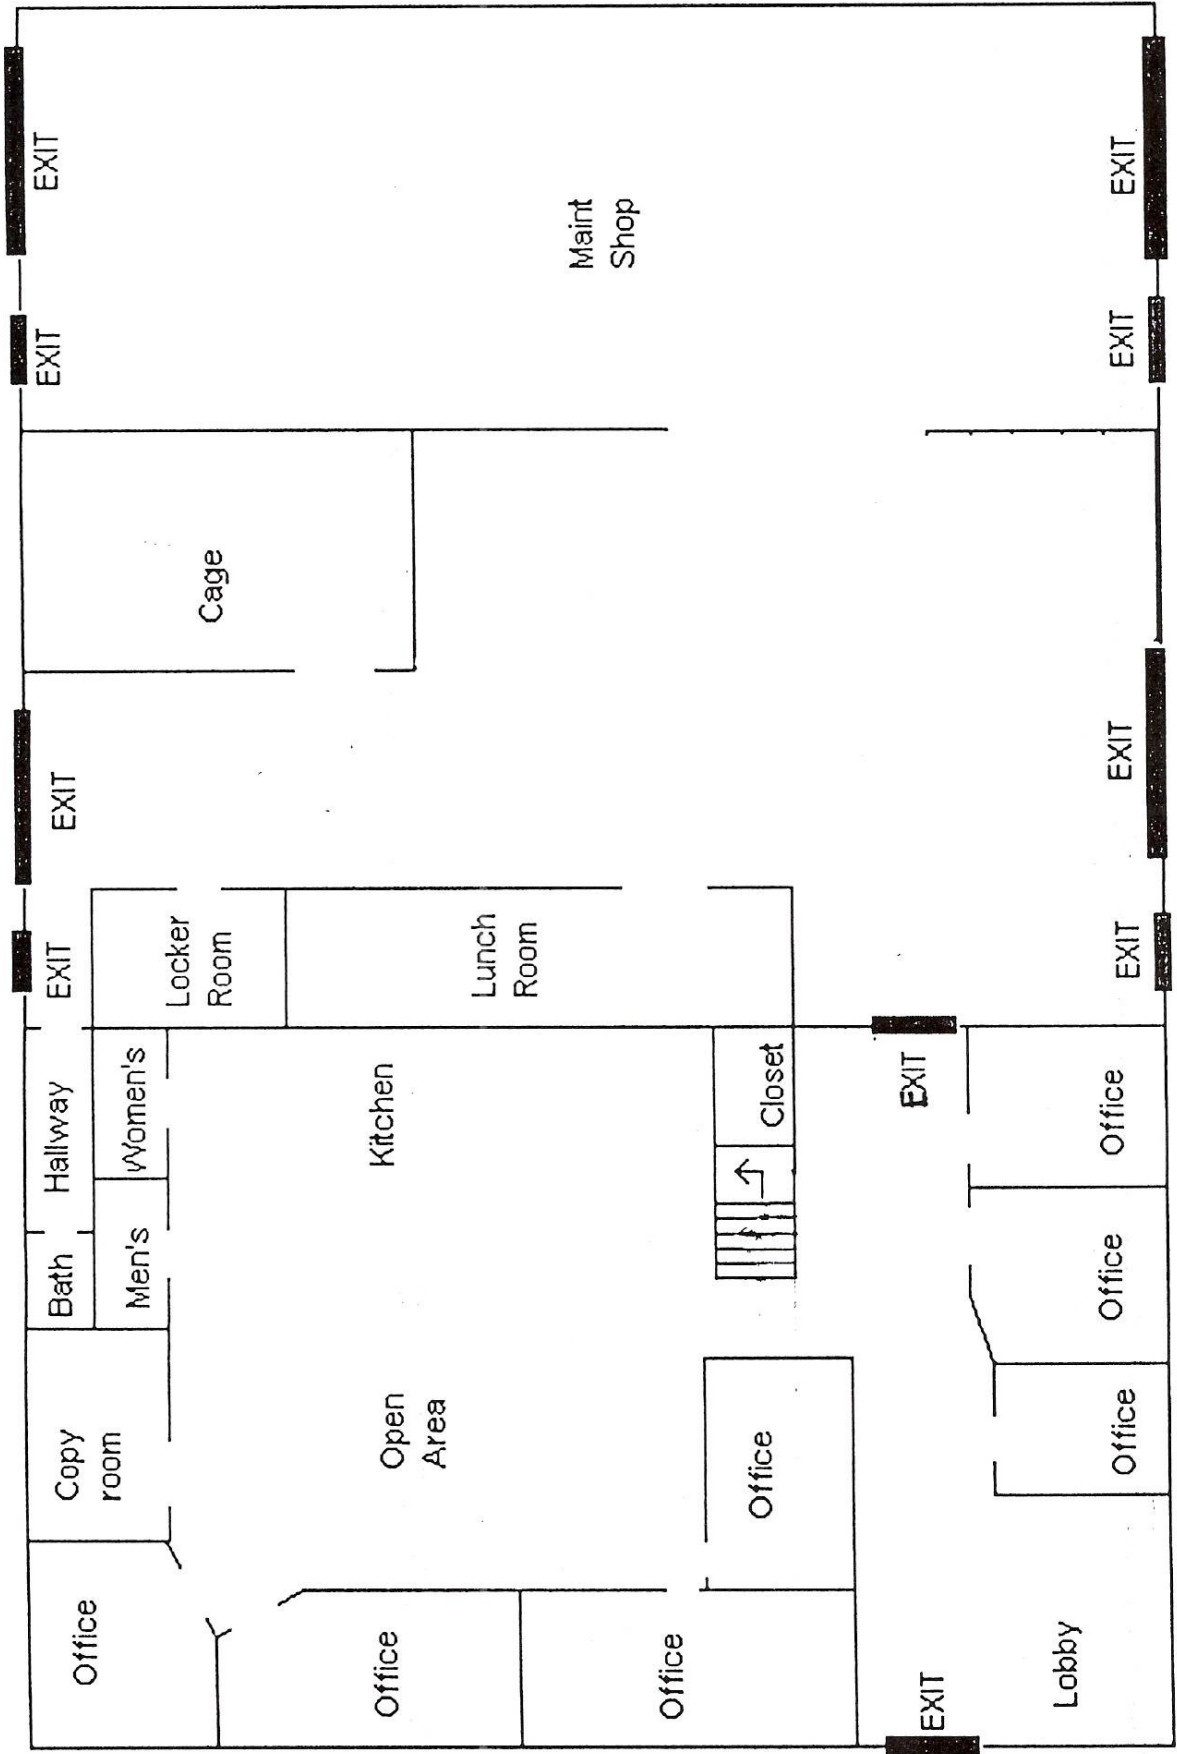 Office
Copy
room
Bath
Hallway
EXIT
EXIT
EXIT
EXIT
Men's
Women's
Locker
Room
Cage
Office
Open
Area
Kitchen
Lunch
Room
Maint
Shop
Office
Office
Closet
EXIT
EXIT
Lobby
Office
Office
Office
EXIT
EXIT
EXIT
EXIT